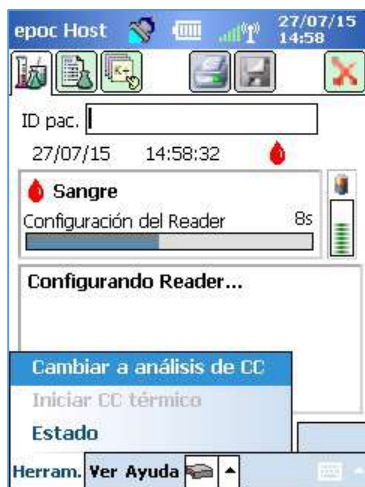 epoc Host 27/07/15
14:58
K+
ID pac.
27/07/15 14:58:32
Sangre
Configuración del Reader 8s
Configurando Reader...
Cambiar a análisis de CC
Iniciar CC térmico
Estado
Herram. Ver Ayuda